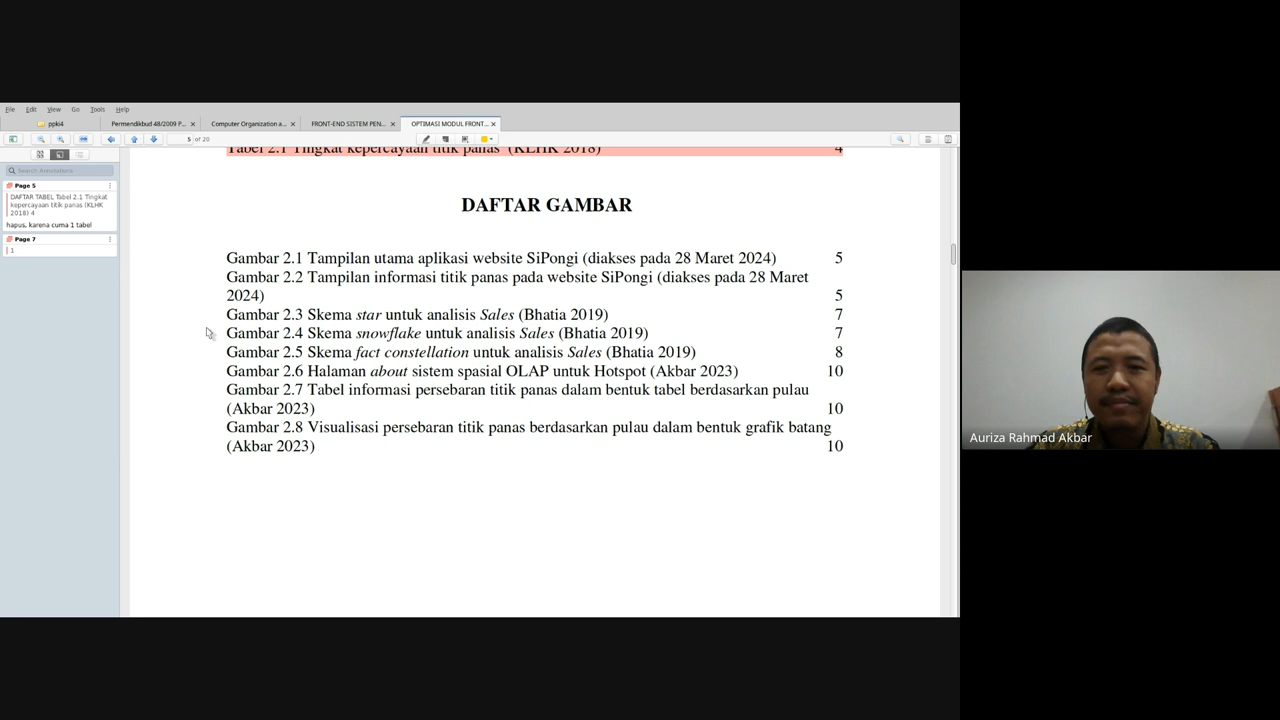 File Edit View Go Tools Help
ppki4
Permendikbud 48/2009 P...
Computer Organization a...
FRONT-END SISTEM PEN...
OPTIMASI MODUL FRONT...
5 of 20
Search Annotations
Page 5
DAFTAR TABEL Tabel 2.1 Tingkat
kepercayaan titik panas (KLHK
2018) 4
hapus, karena cuma 1 tabel
Page 7
1
Tabel 2.1 Tingkat kepercayaan titik panas (KLHK 2018) 4
DAFTAR GAMBAR
Gambar 2.1 Tampilan utama aplikasi website SiPongi (diakses pada 28 Maret 2024) 5
Gambar 2.2 Tampilan informasi titik panas pada website SiPongi (diakses pada 28 Maret
2024) 5
Gambar 2.3 Skema star untuk analisis Sales (Bhatia 2019) 7
Gambar 2.4 Skema snowflake untuk analisis Sales (Bhatia 2019) 7
Gambar 2.5 Skema fact constellation untuk analisis Sales (Bhatia 2019) 8
Gambar 2.6 Halaman about sistem spasial OLAP untuk Hotspot (Akbar 2023) 10
Gambar 2.7 Tabel informasi persebaran titik panas dalam bentuk tabel berdasarkan pulau
(Akbar 2023) 10
Gambar 2.8 Visualisasi persebaran titik panas berdasarkan pulau dalam bentuk grafik batang
(Akbar 2023) 10
Auriza Rahmad Akbar